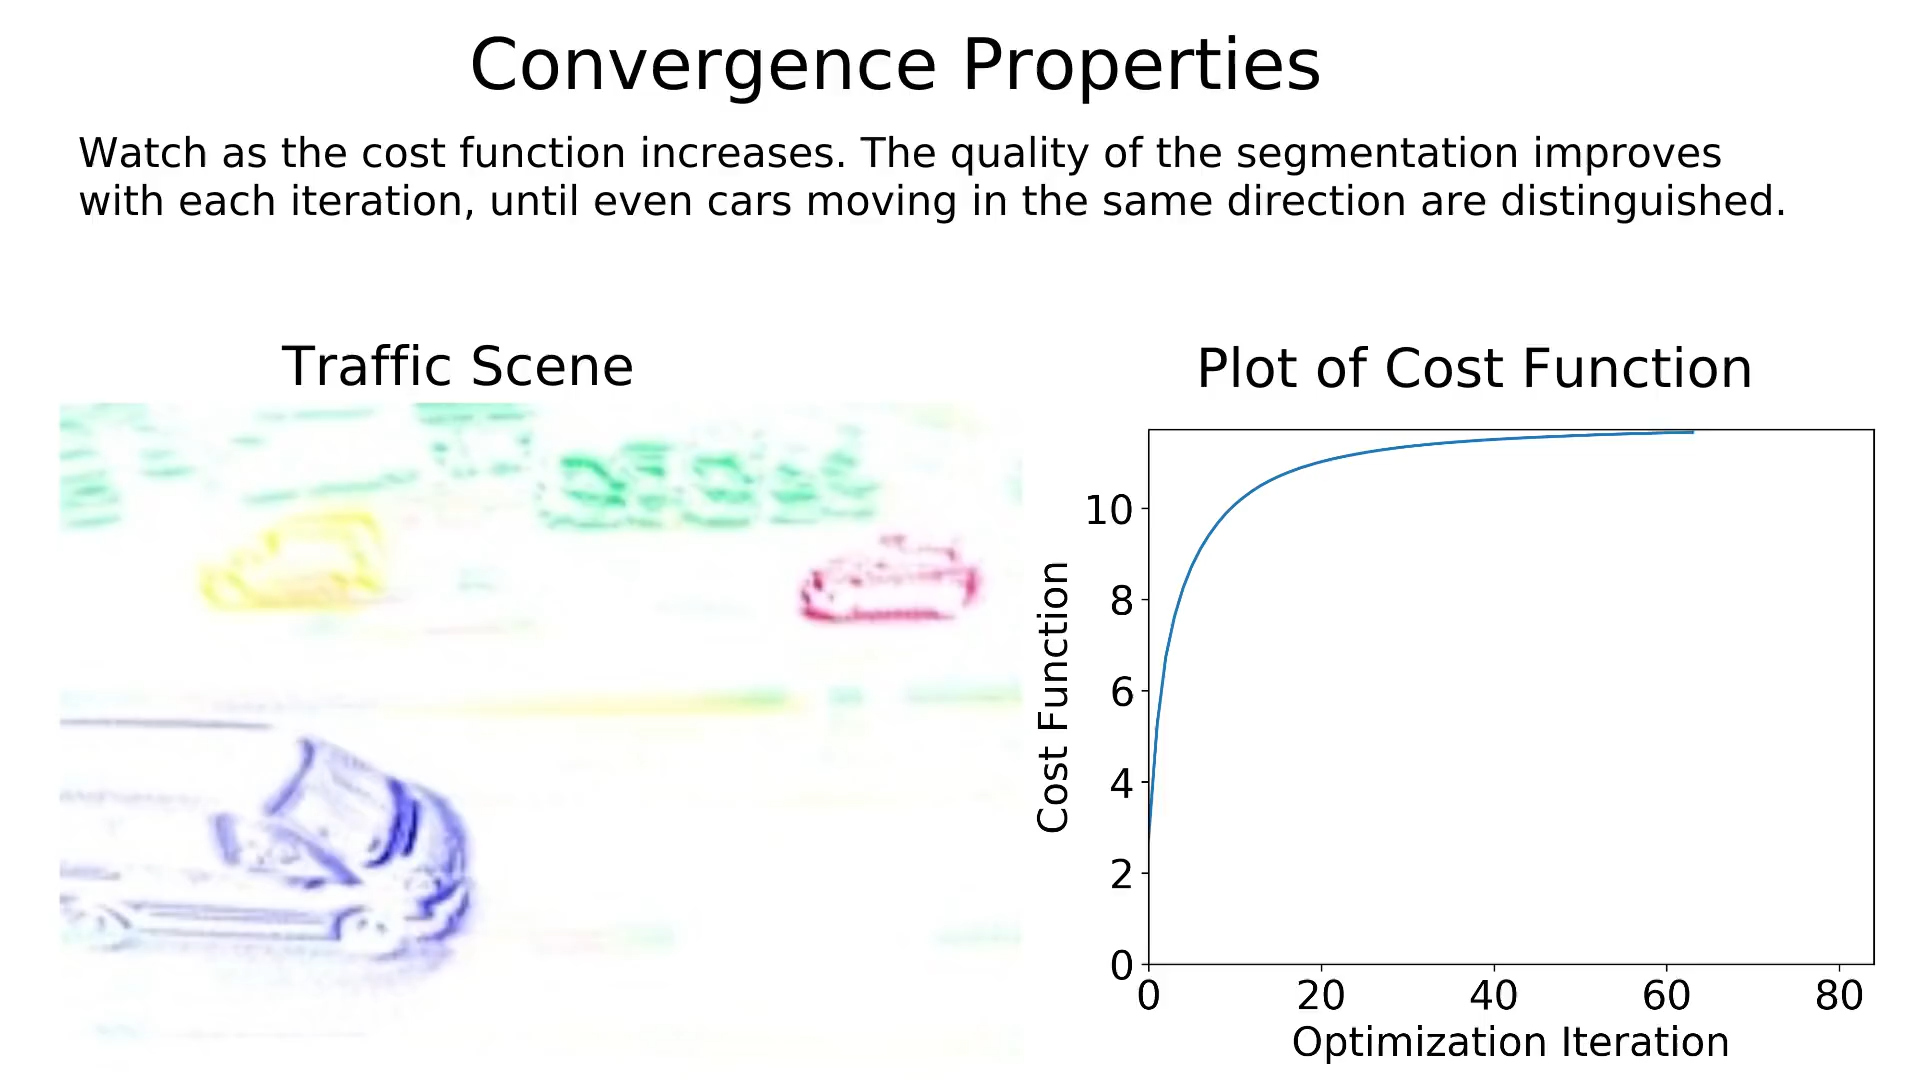 Convergence Properties
Watch as the cost function increases. The quality of the segmentation improves
with each iteration, until even cars moving in the same direction are distinguished.
Traffic Scene
Plot of Cost Function
Cost Function
10
8
6
4
2
0
0 20 40 60 80
Optimization Iteration